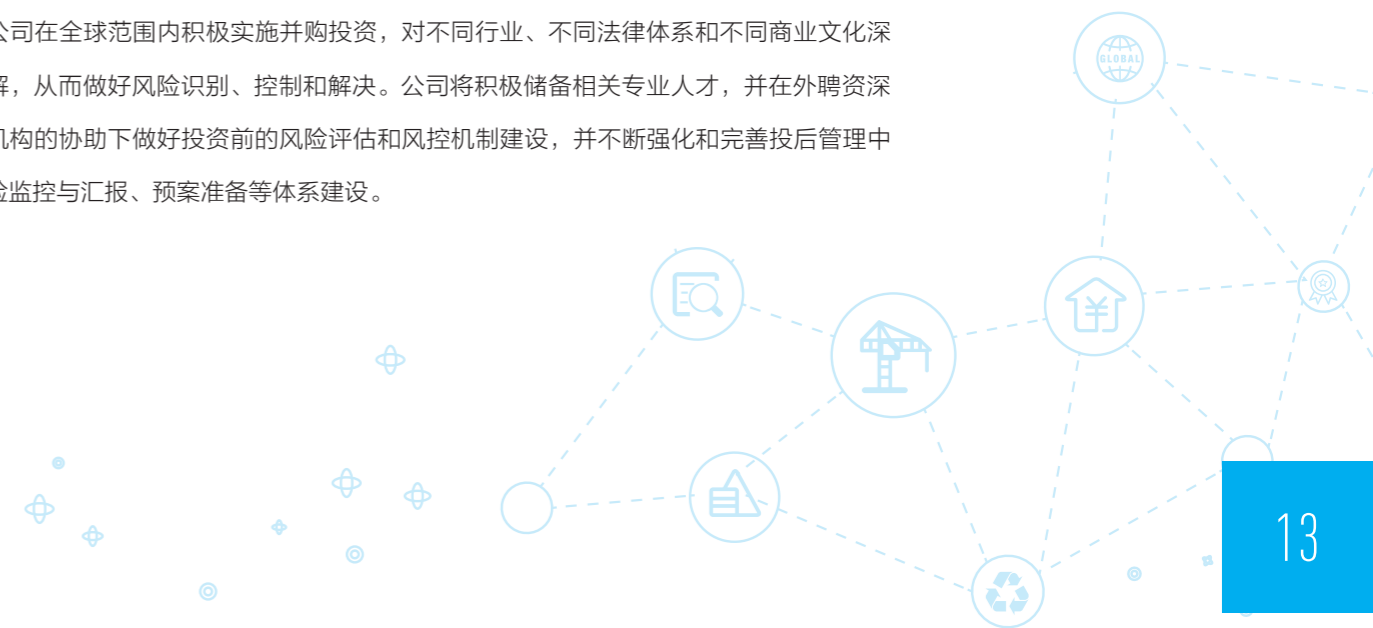 公司在全球范围内积极实施并购投资，对不同行业、不同法律体系和不同商业文化深
解，从而做好风险识别、控制和解决。公司将积极储备相关专业人才，并在外聘资深
机构的协助下做好投资前的风险评估和风控机制建设，并不断强化和完善投后管理中
险监控与汇报、预案准备等体系建设。
GLOBAL
¥
13